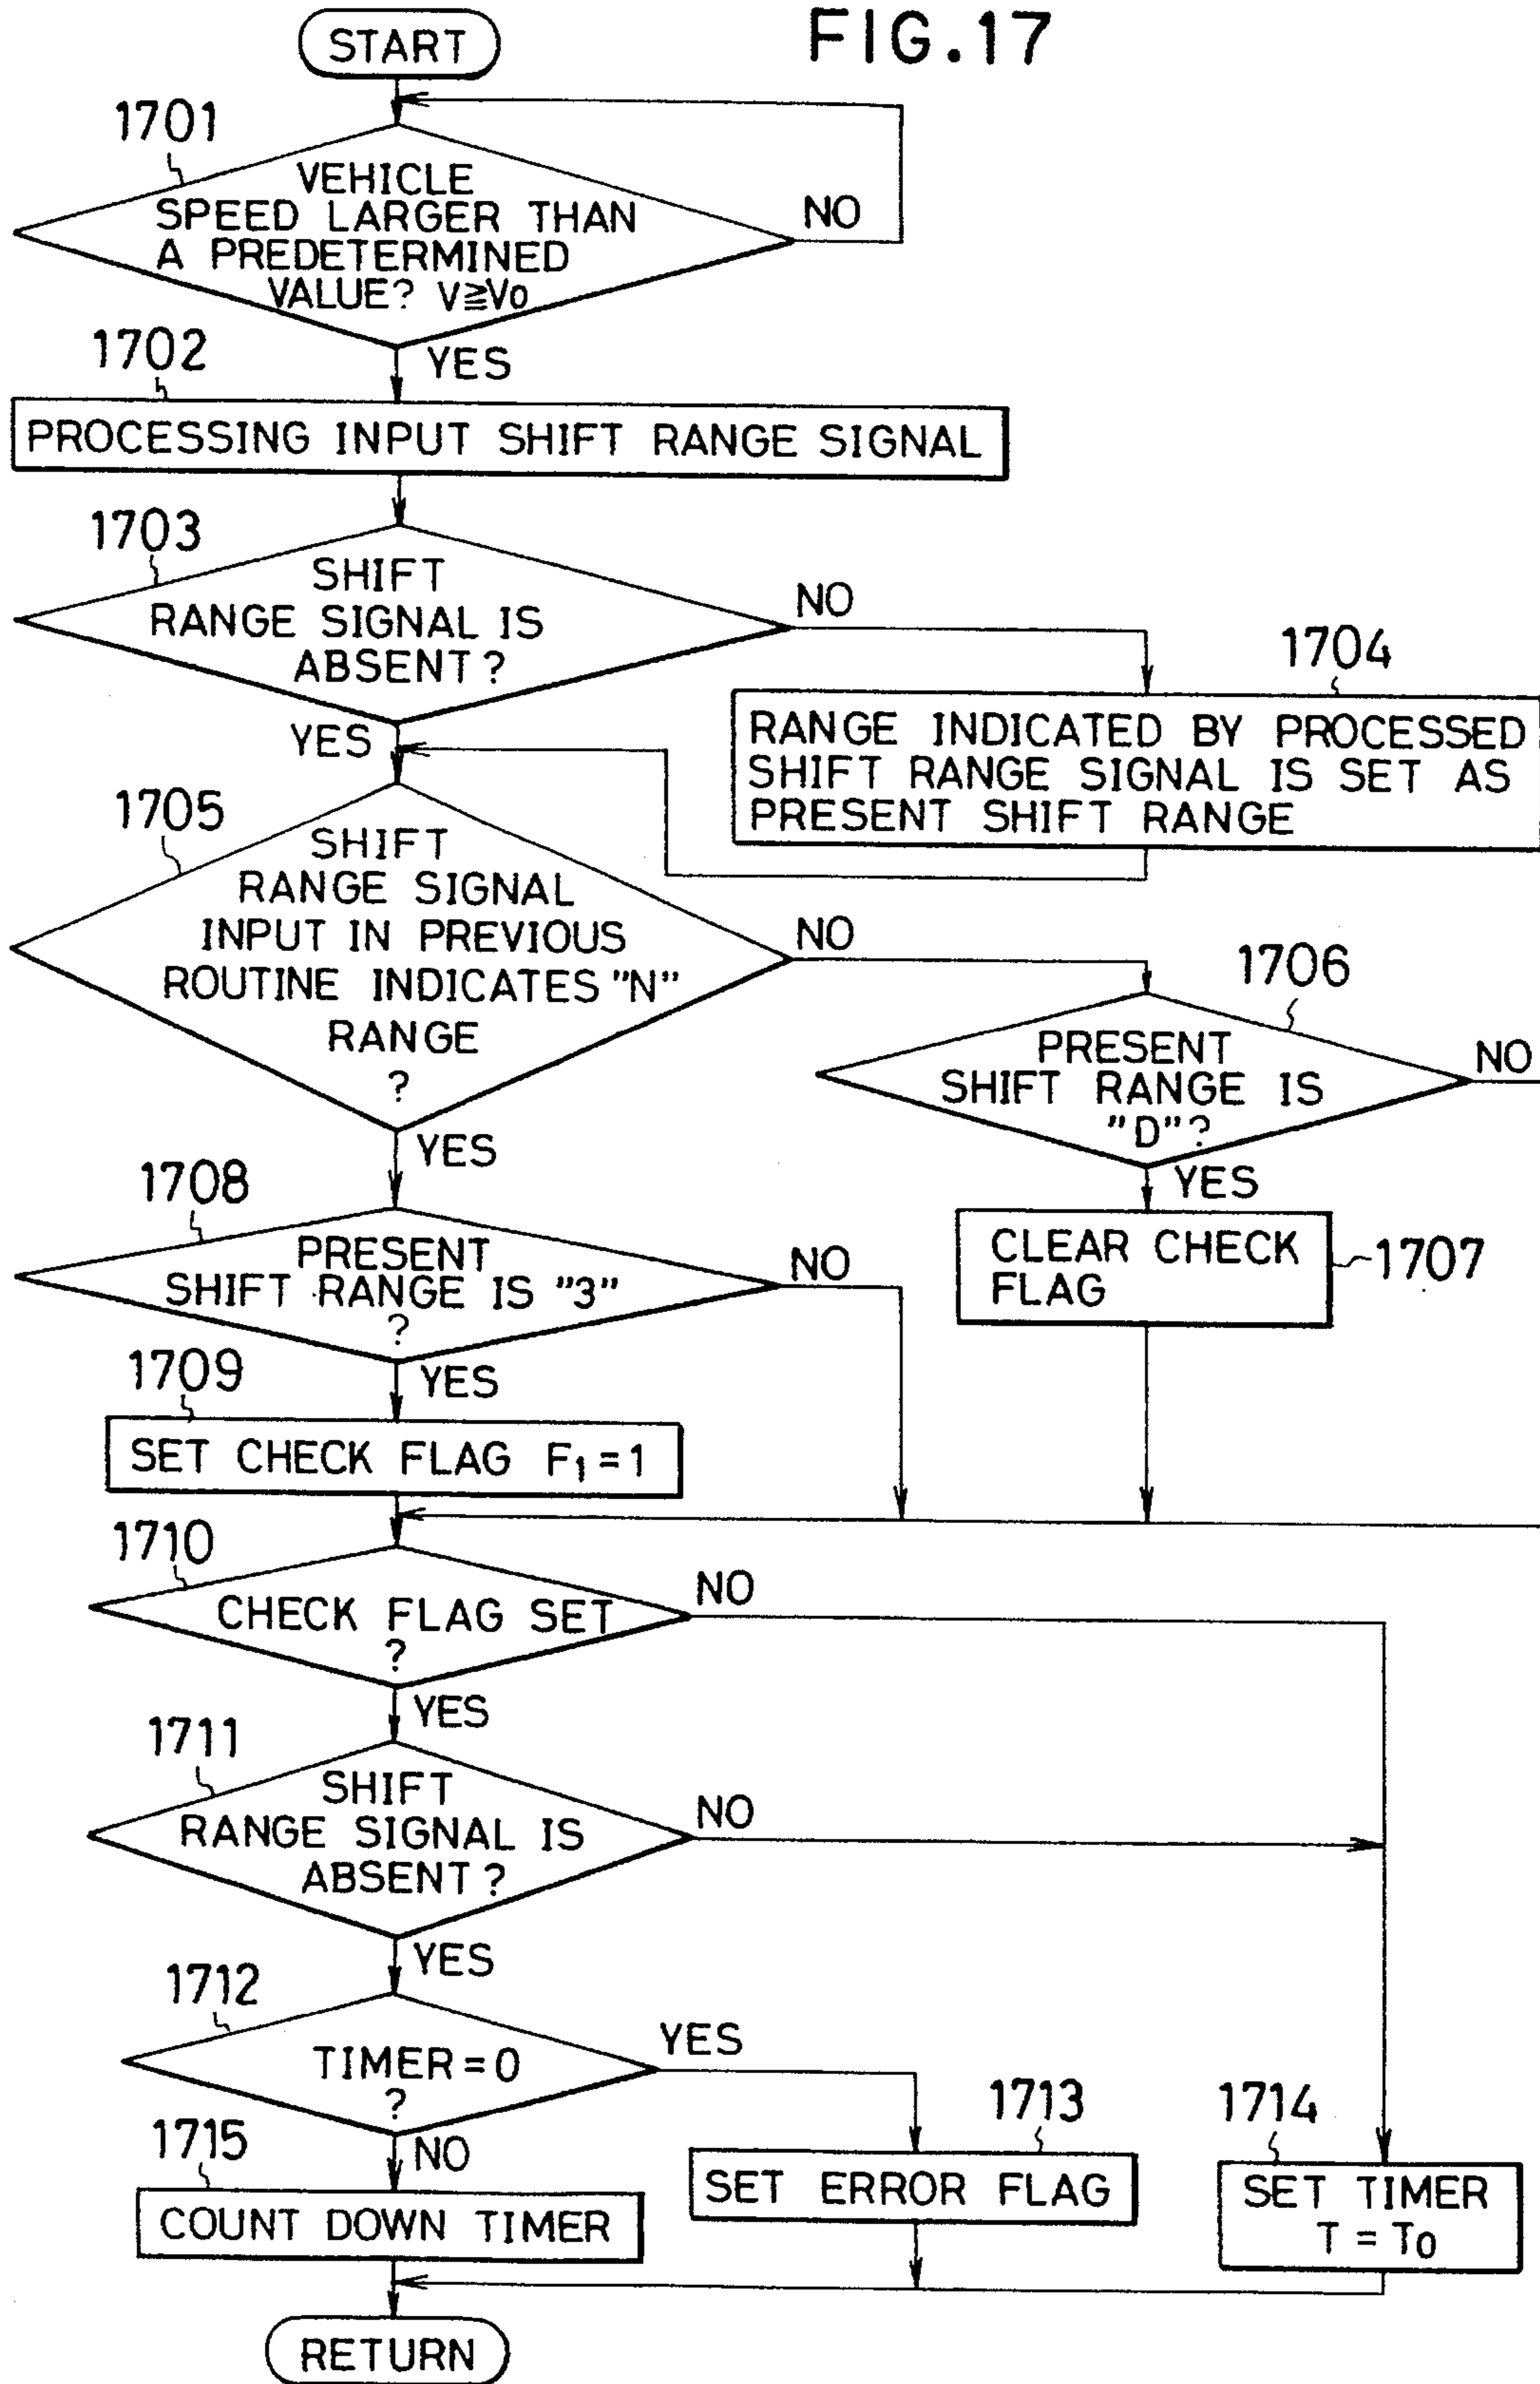 FIG.17
START
1701
VEHICLE
SPEED LARGER THAN
A PREDETERMINED
VALUE? V≧V0
NO
YES
1702
PROCESSING INPUT SHIFT RANGE SIGNAL
1703
SHIFT
RANGE SIGNAL IS
ABSENT?
NO
YES
1704
RANGE INDICATED BY PROCESSED
SHIFT RANGE SIGNAL IS SET AS
PRESENT SHIFT RANGE
1705
SHIFT
RANGE SIGNAL
INPUT IN PREVIOUS
ROUTINE INDICATES "N"
RANGE
?
NO
YES
1706
PRESENT
SHIFT RANGE IS
"D"?
NO
YES
CLEAR CHECK
FLAG
1707
1708
PRESENT
SHIFT RANGE IS "3"
?
NO
YES
1709
SET CHECK FLAG F1=1
1710
CHECK FLAG SET
?
NO
YES
1711
SHIFT
RANGE SIGNAL IS
ABSENT?
NO
YES
1712
TIMER=0
?
YES
NO
1713
SET ERROR FLAG
1714
SET TIMER
T = T0
1715
COUNT DOWN TIMER
RETURN